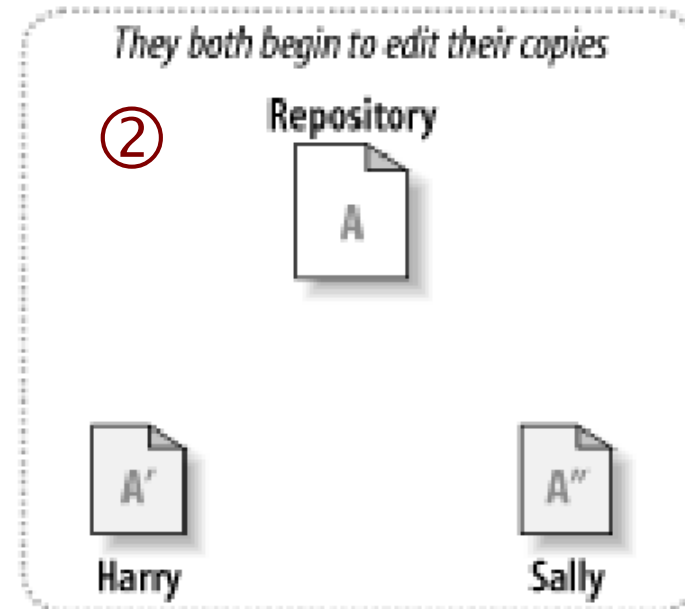 They both begin to edit their copies
②
Repository
A
A′
A″
Harry
Sally